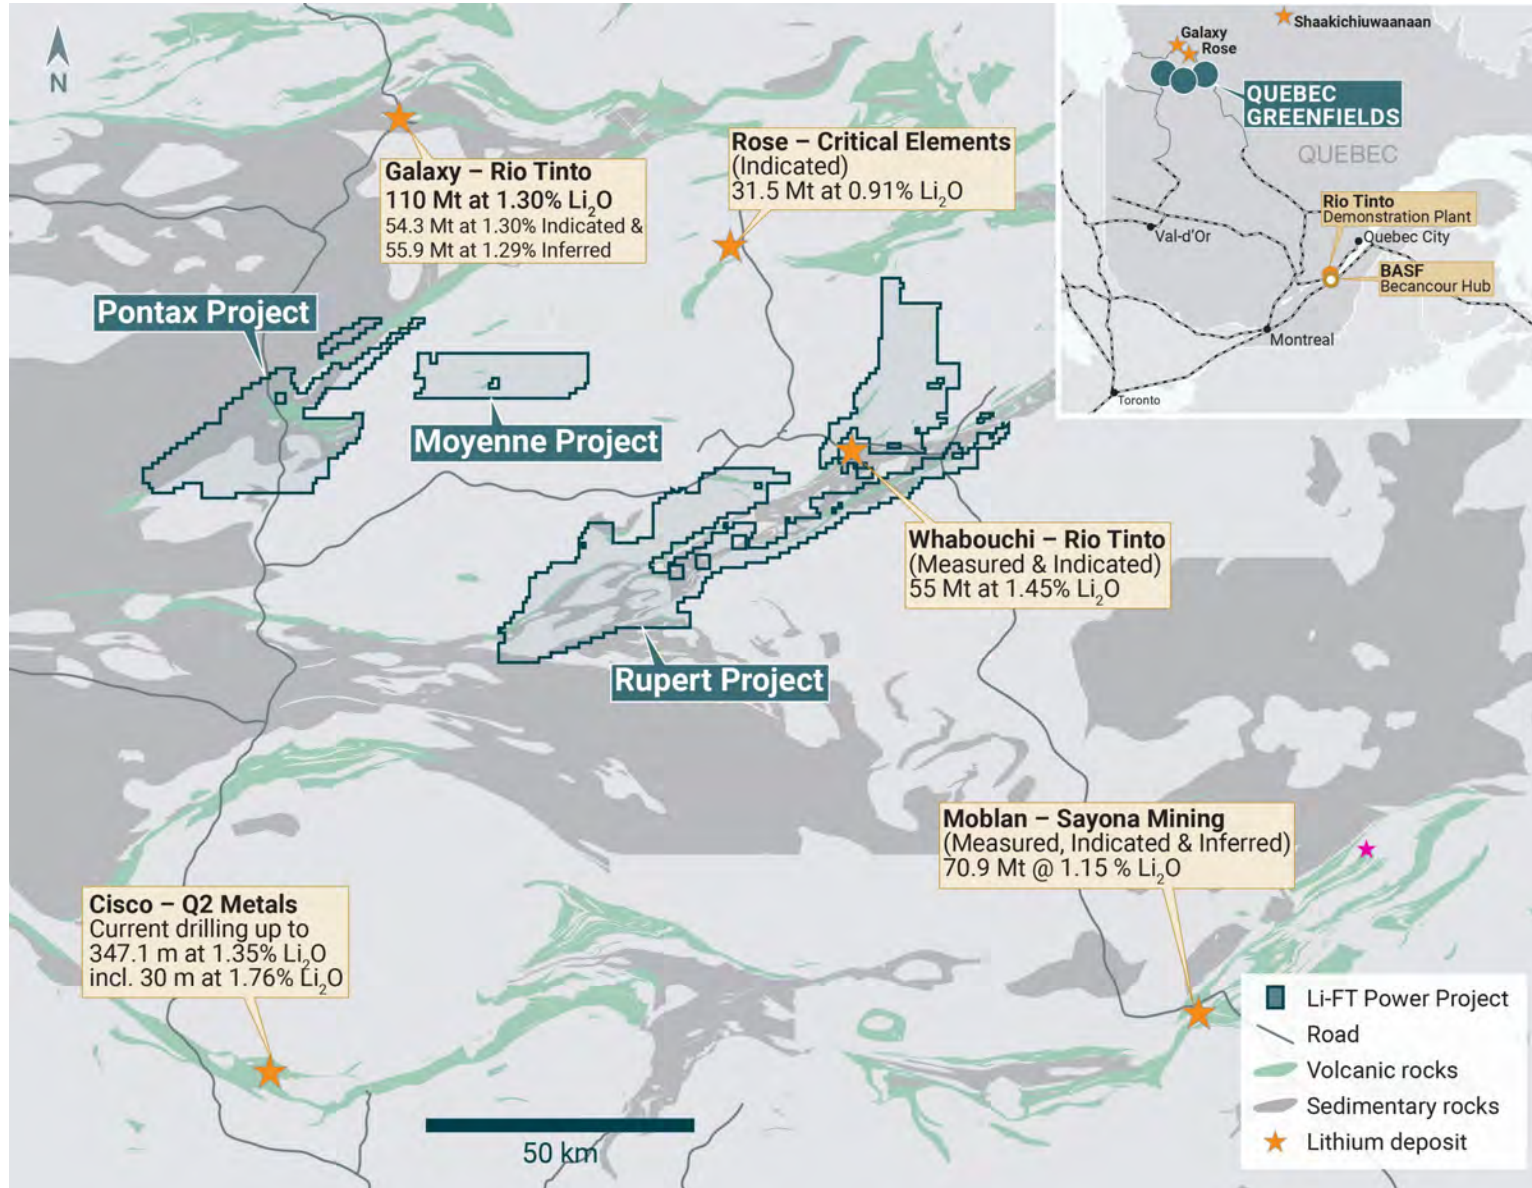 N
Galaxy – Rio Tinto
110 Mt at 1.30% Li2O
54.3 Mt at 1.30% Indicated &
55.9 Mt at 1.29% Inferred
Rose – Critical Elements
(Indicated)
31.5 Mt at 0.91% Li2O
Pontax Project
Moyenne Project
Whabouchi – Rio Tinto
(Measured & Indicated)
55 Mt at 1.45% Li2O
Rupert Project
Moblan – Sayona Mining
(Measured, Indicated & Inferred)
70.9 Mt @ 1.15 % Li2O
Cisco – Q2 Metals
Current drilling up to
347.1 m at 1.35% Li2O
incl. 30 m at 1.76% Li2O
50 km
Shaakichiuwaanaan
Galaxy
Rose
QUEBEC
GREENFIELDS
QUEBEC
Rio Tinto
Demonstration Plant
Quebec City
Val-d'Or
BASF
Becancour Hub
Montreal
Toronto
Li-FT Power Project
Road
Volcanic rocks
Sedimentary rocks
Lithium deposit